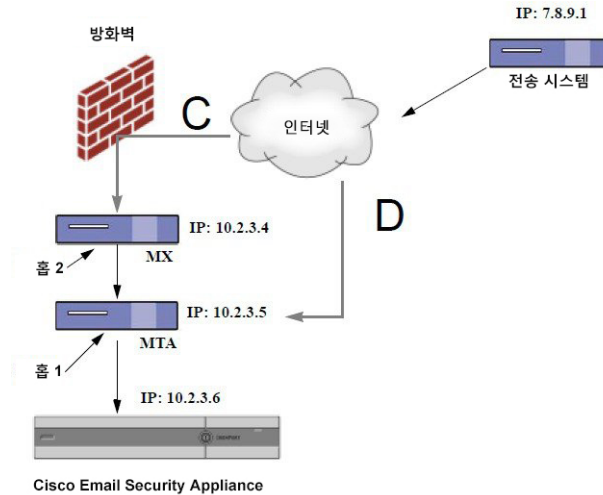 IP: 7.8.9.1
방화벽
전송 시스템
C
인터넷
D
IP: 10.2.3.4
MX
홉 2
IP: 10.2.3.5
MTA
홉 1
IP: 10.2.3.6
Cisco Email Security Appliance